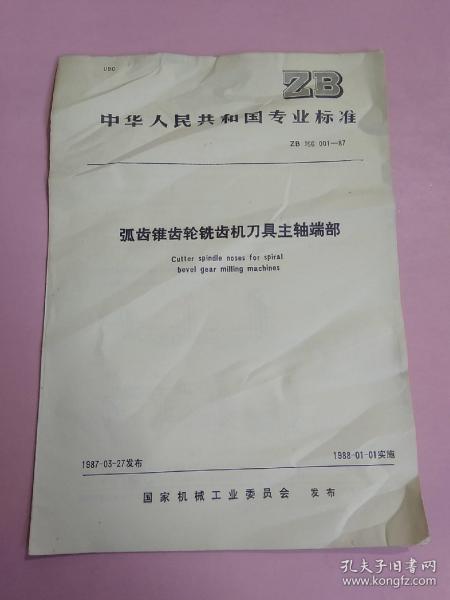 UDC
ZB
中华人民共和国专业标准
ZB J56 001—87
弧齿锥齿轮铣齿机刀具主轴端部
Cutter spindle noses for spiral
bevel gear milling machines
1987-03-27发布
1988-01-01实施
国家机械工业委员会 发布
孔夫子旧书网
www.kongfz.com